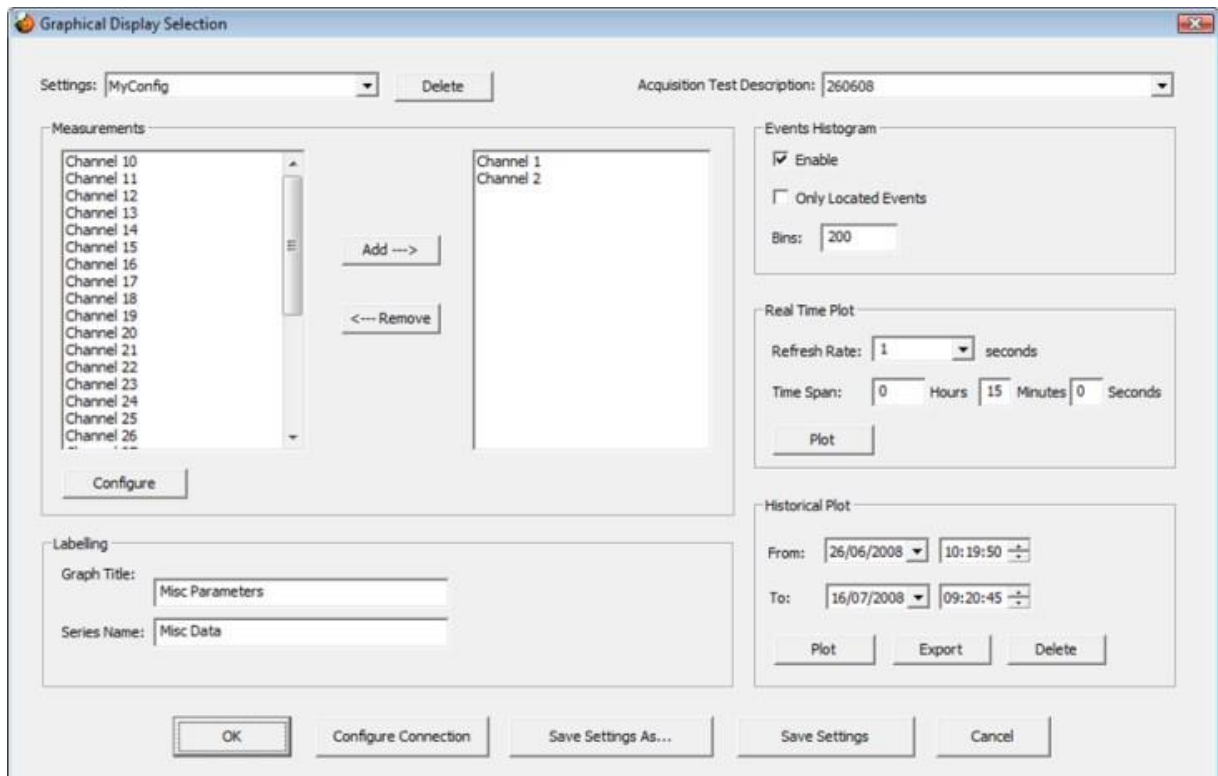 Graphical Display Selection
Settings: MyConfig Delete Acquisition Test Description: 260608
Measurements
Channel 10
Channel 11
Channel 12
Channel 13
Channel 14
Channel 15
Channel 16
Channel 17
Channel 18
Channel 19
Channel 20
Channel 21
Channel 22
Channel 23
Channel 24
Channel 25
Channel 26
Add --->
<--- Remove
Channel 1
Channel 2
Configure
Events Histogram
Enable
Only Located Events
Bins: 200
Real Time Plot
Refresh Rate: 1 seconds
Time Span: 0 Hours 15 Minutes 0 Seconds
Plot
Labelling
Graph Title: Misc Parameters
Series Name: Misc Data
Historical Plot
From: 26/06/2008 10:19:50
To: 16/07/2008 09:20:45
Plot Export Delete
OK Configure Connection Save Settings As... Save Settings Cancel